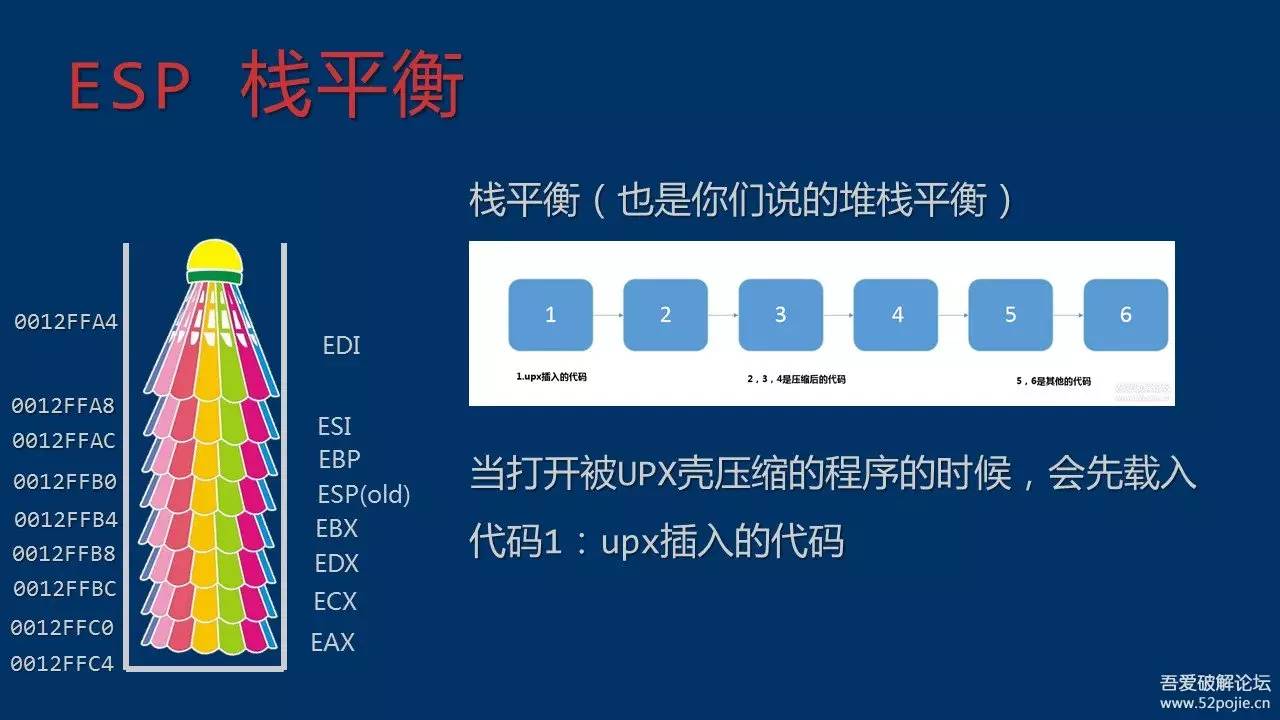 ESP 栈平衡
栈平衡（也是你们说的堆栈平衡）
1 2 3 4 5 6
1.upx插入的代码
2，3，4是压缩后的代码
5，6是其他的代码
当打开被UPX壳压缩的程序的时候，会先载入
代码1：upx插入的代码
0012FFA4
EDI
0012FFA8
ESI
0012FFAC
EBP
0012FFB0
ESP(old)
0012FFB4
EBX
0012FFB8
EDX
0012FFBC
ECX
0012FFC0
EAX
0012FFC4
吾爱破解论坛
www.52pojie.cn